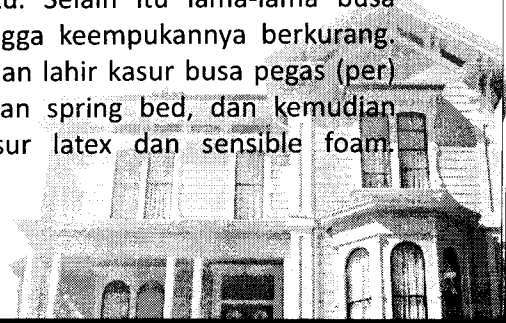 tu. Selain itu lama-lama busa
gga keempukannya berkurang.
an lahir kasur busa pegas (per)
an spring bed, dan kemudian
sur latex dan sensible foam.